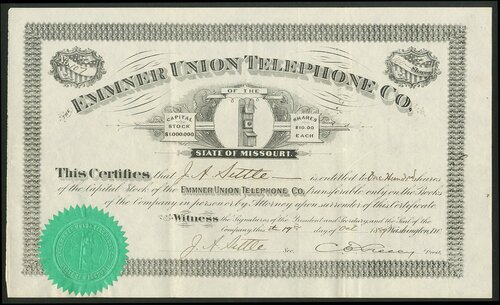 EMMNER UNION TELEPHONE CO.
OF THE
CAPITAL STOCK $1,000,000
SHARES $10.00 EACH
STATE OF MISSOURI.
This Certifies that J. A. Settle is entitled to One Hundred shares
of the Capital Stock of the EMMNER UNION TELEPHONE CO. transferable only on the Books
of the Company in person or by Attorney upon surrender of this Certificate
Witness the Signatures of the President and Secretary, and the Seal of the
Company, this 19th day of Oct 1889 Washington, Mo.
J. A. Settle Sec. Prest.